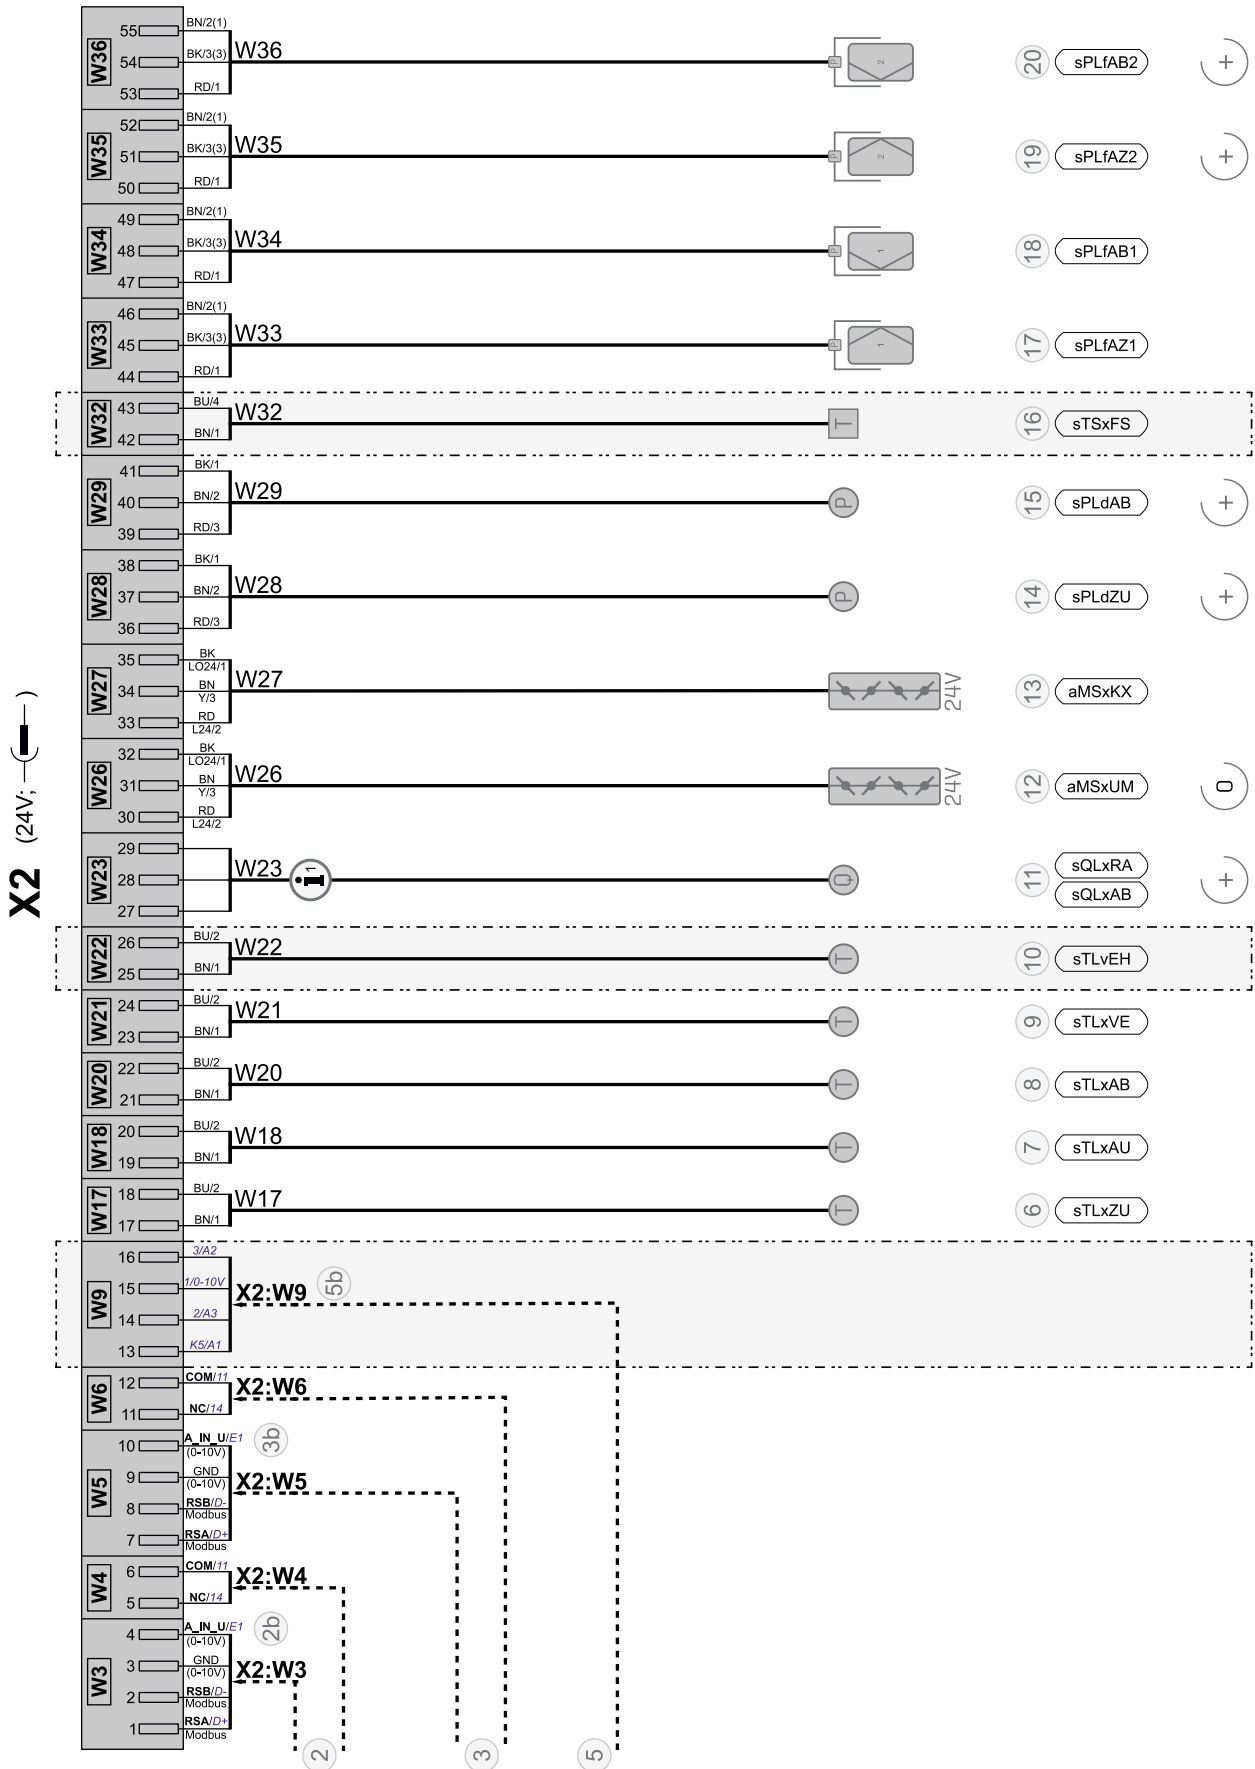 X2 (24V; )
W36
55 BN/2(1)
54 BK/3(3)
53 RD/1
W36
P 2
20 sPLfAB2 +
W35
52 BN/2(1)
51 BK/3(3)
50 RD/1
W35
P 2
19 sPLfAZ2 +
W34
49 BN/2(1)
48 BK/3(3)
47 RD/1
W34
P 1
18 sPLfAB1
W33
46 BN/2(1)
45 BK/3(3)
44 RD/1
W33
P 1
17 sPLfAZ1
W32
43 BU/4
42 BN/1
W32
T
16 sTSxFS
W29
41 BK/1
40 BN/2
39 RD/3
W29
P
15 sPLdAB +
W28
38 BK/1
37 BN/2
36 RD/3
W28
P
14 sPLdZU +
W27
35 BK
LO24/1
34 BN
Y/3
33 RD
L24/2
W27
24V
13 aMSxKX
W26
32 BK
LO24/1
31 BN
Y/3
30 RD
L24/2
W26
24V
12 aMSxUM 0
W23
29
28
27
W23
i 1
Q
11 sQLxRA
sQLxAB +
W22
26 BU/2
25 BN/1
W22
T
10 sTLvEH
W21
24 BU/2
23 BN/1
W21
T
9 sTLxVE
W20
22 BU/2
21 BN/1
W20
T
8 sTLxAB
W18
20 BU/2
19 BN/1
W18
T
7 sTLxAU
W17
18 BU/2
17 BN/1
W17
T
6 sTLxZU
W9
16 3/A2
15 1/0-10V
14 2/A3
13 K5/A1
X2:W9 5b
W6
12 COM/11
11 NC/14
X2:W6
W5
10 A_IN_U/E1
(0-10V)
9 GND
(0-10V)
8 RSB/D-
Modbus
7 RSA/D+
Modbus
3b
X2:W5
W4
6 COM/11
5 NC/14
X2:W4
W3
4 A_IN_U/E1
(0-10V)
3 GND
(0-10V)
2 RSB/D-
Modbus
1 RSA/D+
Modbus
2b
X2:W3
2 3 5